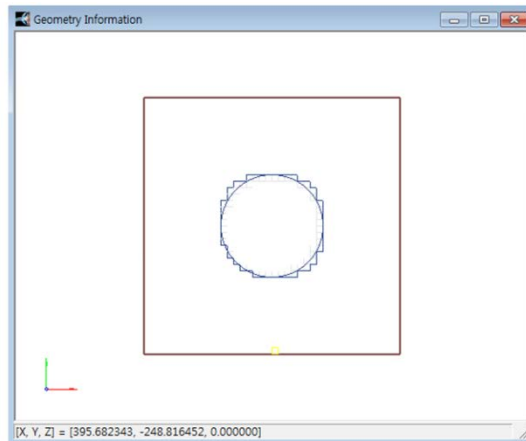 Geometry Information
[X, Y, Z] = [395.682343, -248.816452, 0.000000]